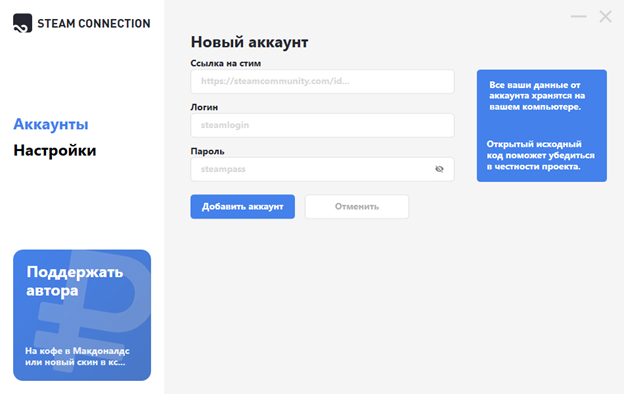 STEAM CONNECTION
Аккаунты
Настройки
Поддержать
автора
На кофе в Макдоналдс
или новый скин в кс...
Новый аккаунт
Ссылка на стим
https://steamcommunity.com/id...
Логин
steamlogin
Пароль
steampass
Добавить аккаунт
Отменить
Все ваши данные от
аккаунта хранятся на
вашем компьютере.
Открытый исходный
код поможет убедиться
в честности проекта.